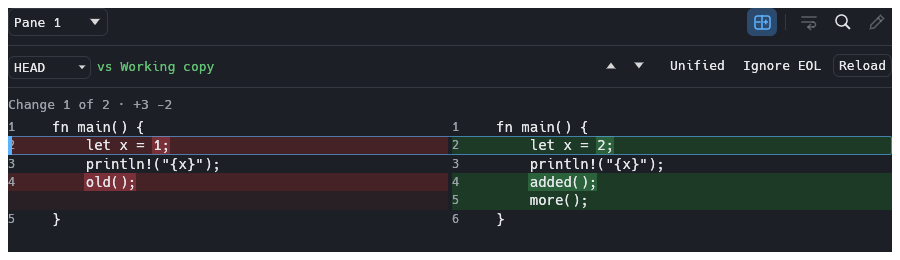 Pane 1
HEAD vs Working copy Unified Ignore EOL Reload
Change 1 of 2 · +3 -2
1 fn main() { 1 fn main() {
2 let x = 1; 2 let x = 2;
3 println!("{x}"); 3 println!("{x}");
4 old(); 4 added();
5 more();
5 } 6 }